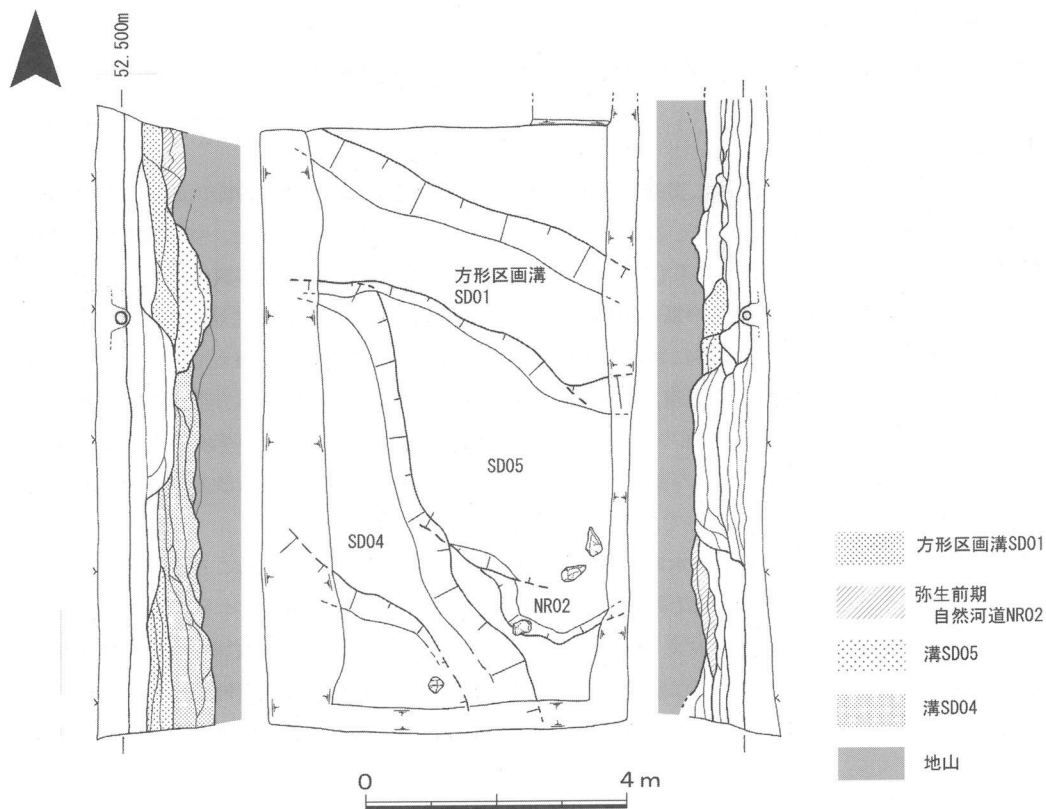 52.500m
方形区画溝
SD01
SD05
SD04
NR02
方形区画溝SD01
弥生前期
自然河道NR02
溝SD05
溝SD04
地山
0 4 m